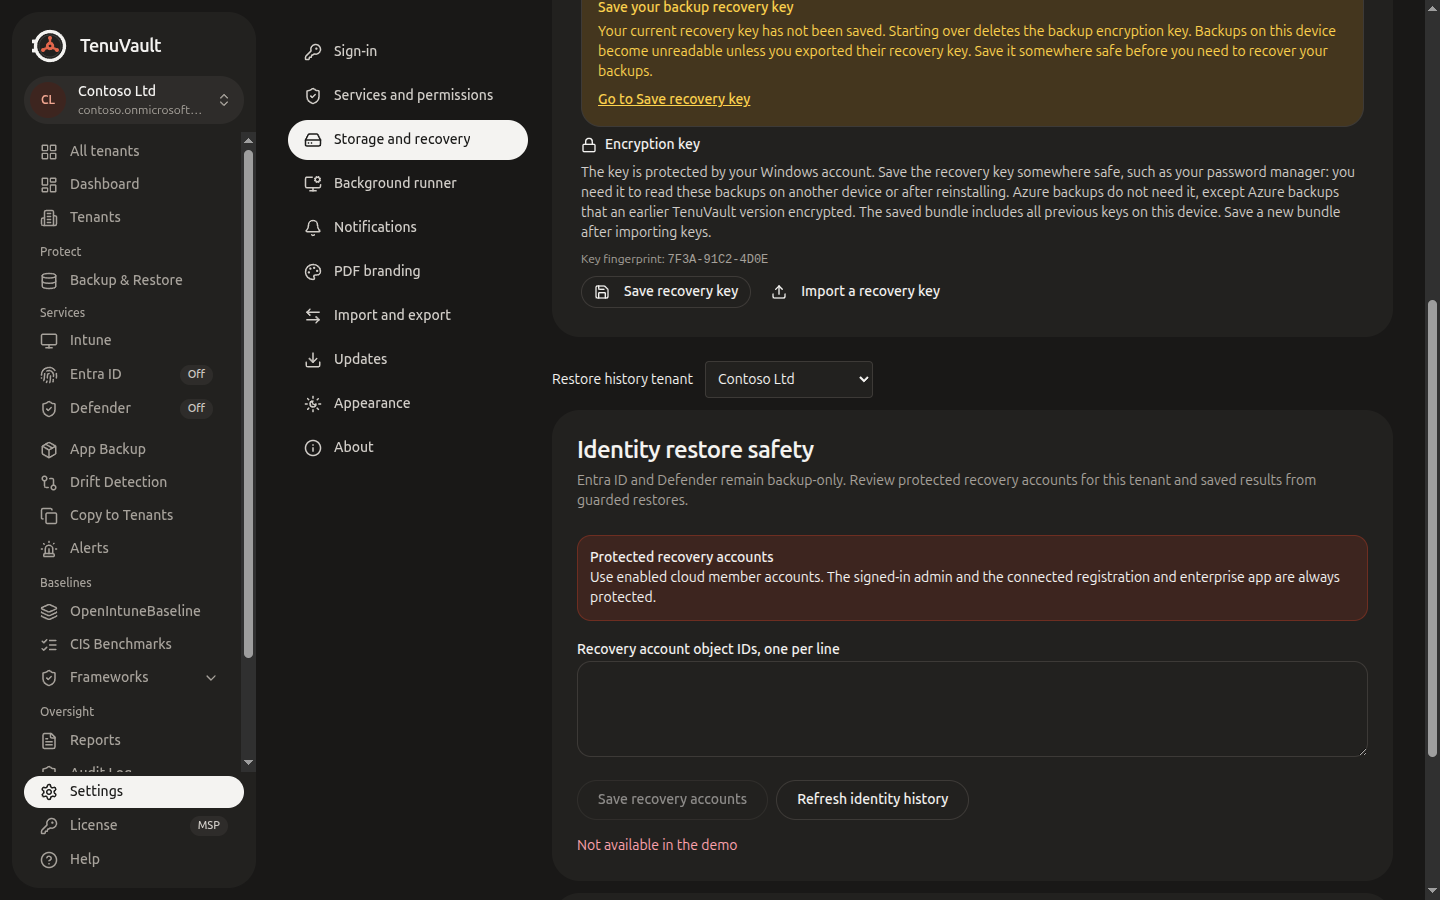 TenuVault
CL
Contoso Ltd
contoso.onmicrosoft...
All tenants
Dashboard
Tenants
Protect
Backup & Restore
Services
Intune
Entra ID
Off
Defender
Off
App Backup
Drift Detection
Copy to Tenants
Alerts
Baselines
OpenIntuneBaseline
CIS Benchmarks
Frameworks
Oversight
Reports
Audit Log
Settings
License
MSP
Help
Sign-in
Services and permissions
Storage and recovery
Background runner
Notifications
PDF branding
Import and export
Updates
Appearance
About
Save your backup recovery key
Your current recovery key has not been saved. Starting over deletes the backup encryption key. Backups on this device
become unreadable unless you exported their recovery key. Save it somewhere safe before you need to recover your
backups.
Go to Save recovery key
Encryption key
The key is protected by your Windows account. Save the recovery key somewhere safe, such as your password manager: you
need it to read these backups on another device or after reinstalling. Azure backups do not need it, except Azure backups
that an earlier TenuVault version encrypted. The saved bundle includes all previous keys on this device. Save a new bundle
after importing keys.
Key fingerprint: 7F3A-91C2-4D0E
Save recovery key
Import a recovery key
Restore history tenant
Contoso Ltd
Identity restore safety
Entra ID and Defender remain backup-only. Review protected recovery accounts for this tenant and saved results from
guarded restores.
Protected recovery accounts
Use enabled cloud member accounts. The signed-in admin and the connected registration and enterprise app are always
protected.
Recovery account object IDs, one per line
Save recovery accounts
Refresh identity history
Not available in the demo